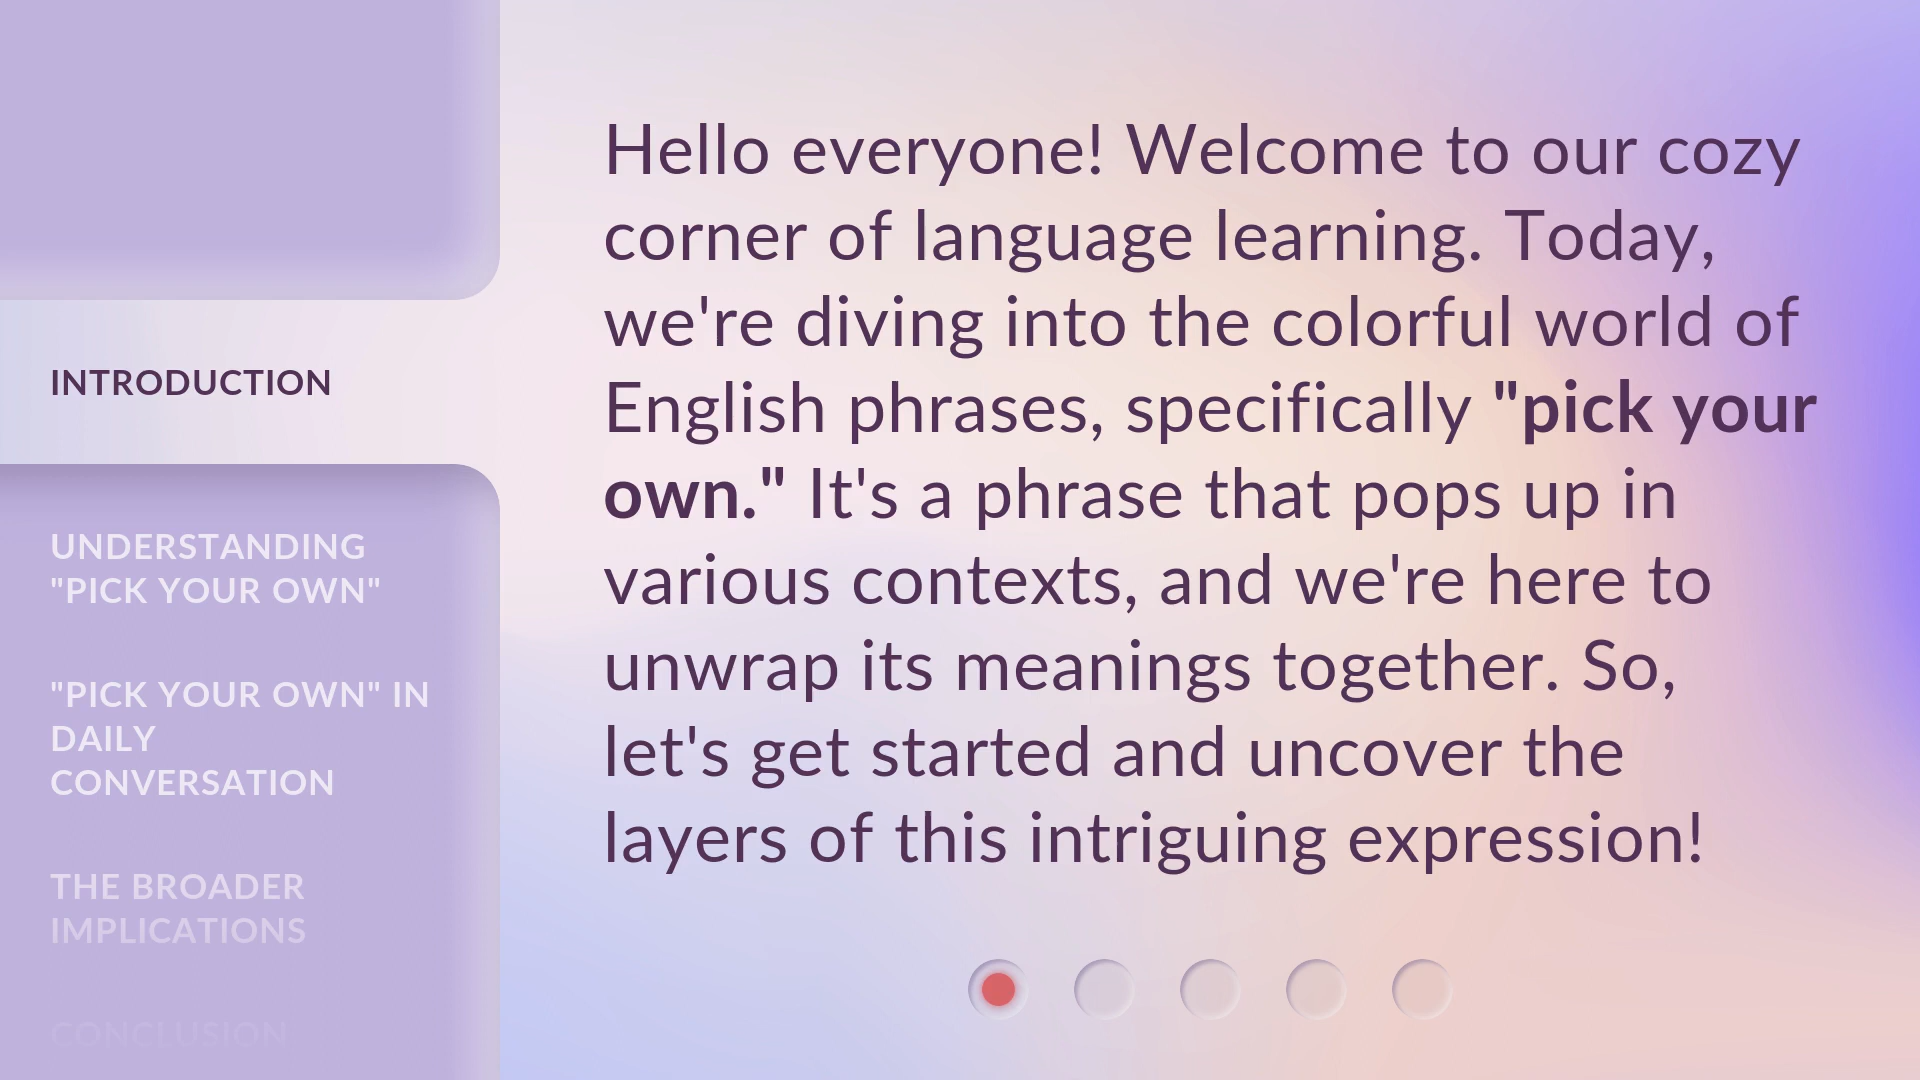 INTRODUCTION
UNDERSTANDING
"PICK YOUR OWN"
"PICK YOUR OWN" IN
DAILY
CONVERSATION
THE BROADER
IMPLICATIONS
CONCLUSION
Hello everyone! Welcome to our cozy
corner of language learning. Today,
we're diving into the colorful world of
English phrases, specifically "pick your
own." It's a phrase that pops up in
various contexts, and we're here to
unwrap its meanings together. So,
let's get started and uncover the
layers of this intriguing expression!